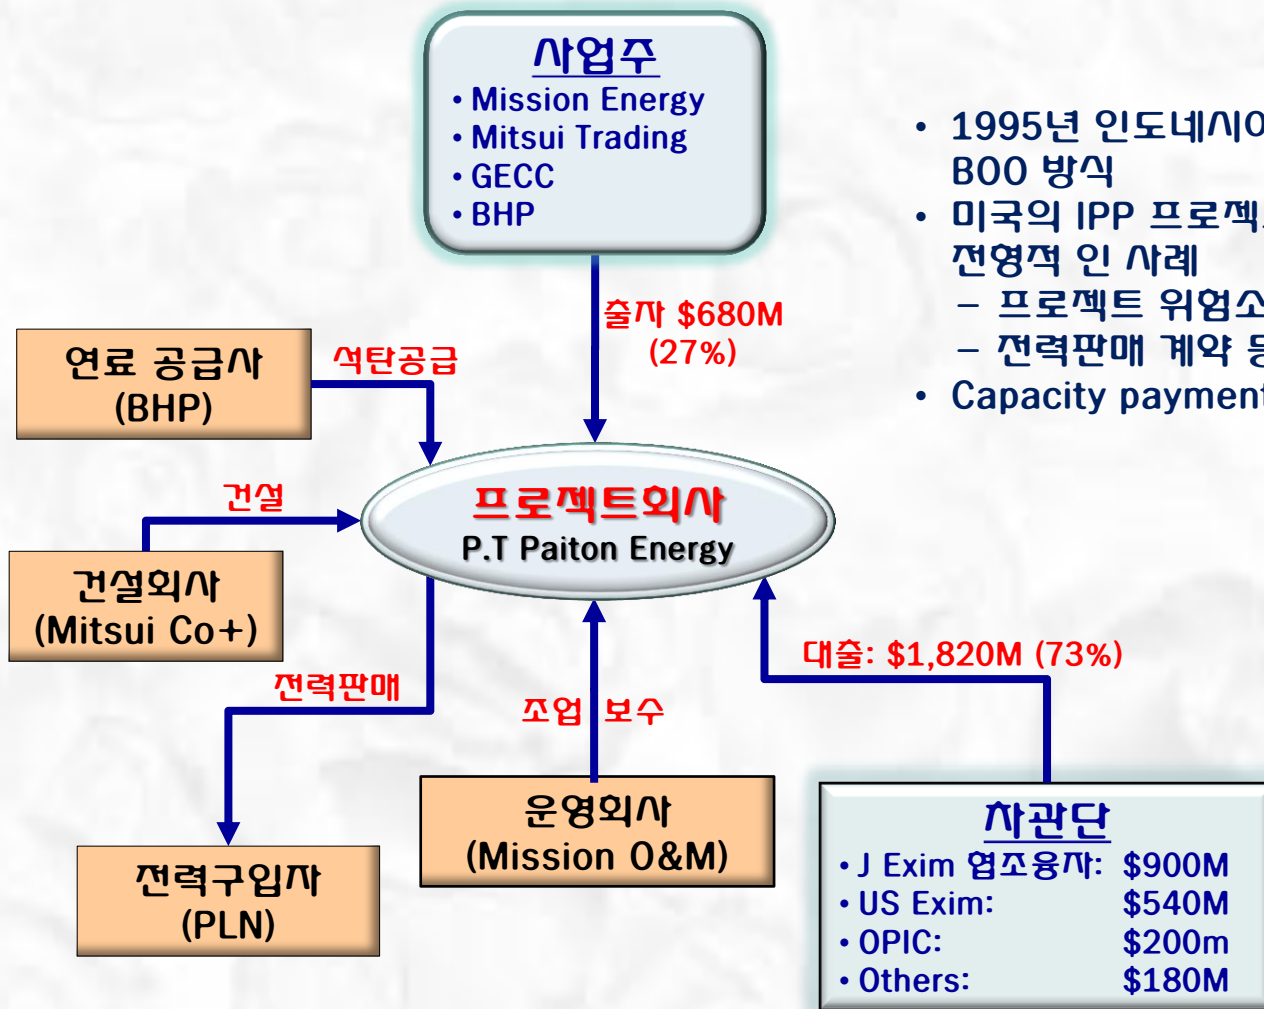 사업주
• Mission Energy
• Mitsui Trading
• GECC
• BHP
• 1995년 인도네시아
BOO 방식
• 미국의 IPP 프로젝트
전형적 인 사례
– 프로젝트 위험소
– 전력판매 계약 등
• Capacity payment
출자 $680M
(27%)
연료 공급사
(BHP)
석탄공급
건설
프로젝트회사
P.T Paiton Energy
건설회사
(Mitsui Co+)
전력판매
조업 보수
대출: $1,820M (73%)
운영회사
(Mission O&M)
전력구입자
(PLN)
차관단
• J Exim 협조융자: $900M
• US Exim: $540M
• OPIC: $200m
• Others: $180M